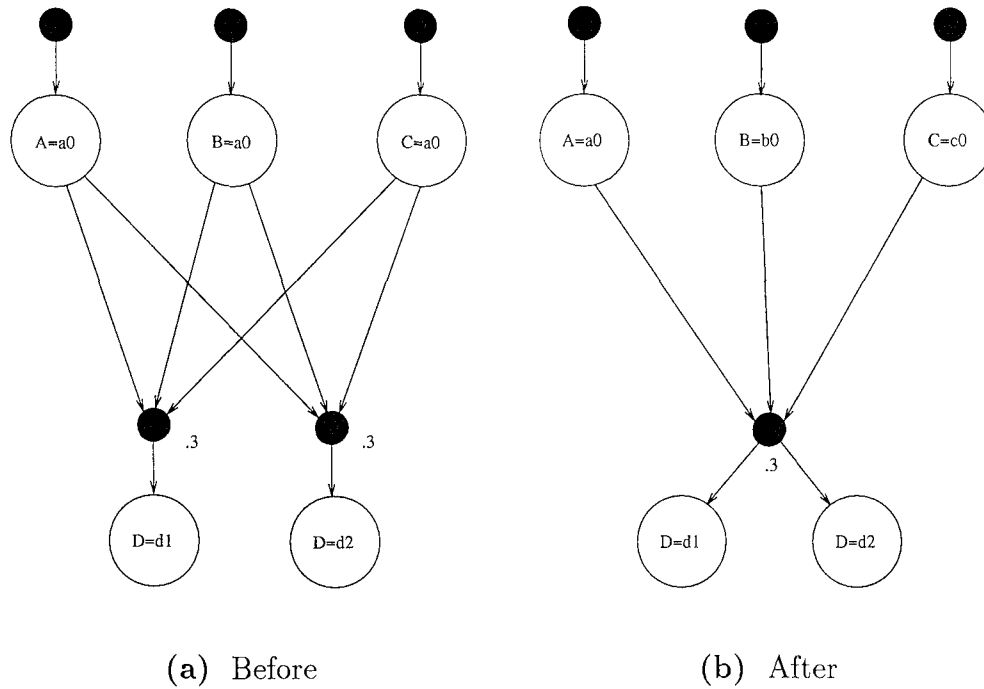 A=a0 B=a0 C=a0 A=a0 B=b0 C=c0
.3 .3 .3
D=d1 D=d2 D=d1 D=d2
(a) Before (b) After